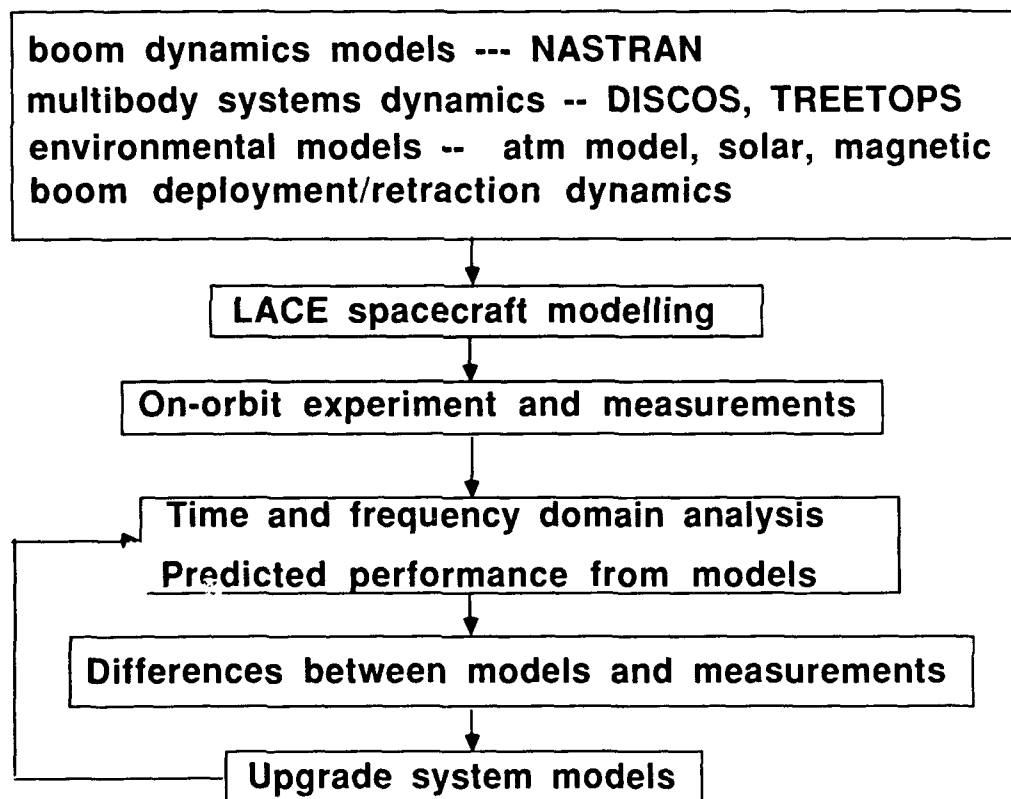 boom dynamics models --- NASTRAN
multibody systems dynamics -- DISCOS, TREETOPS
environmental models -- atm model, solar, magnetic
boom deployment/retraction dynamics
LACE spacecraft modelling
On-orbit experiment and measurements
Time and frequency domain analysis
Predicted performance from models
Differences between models and measurements
Upgrade system models